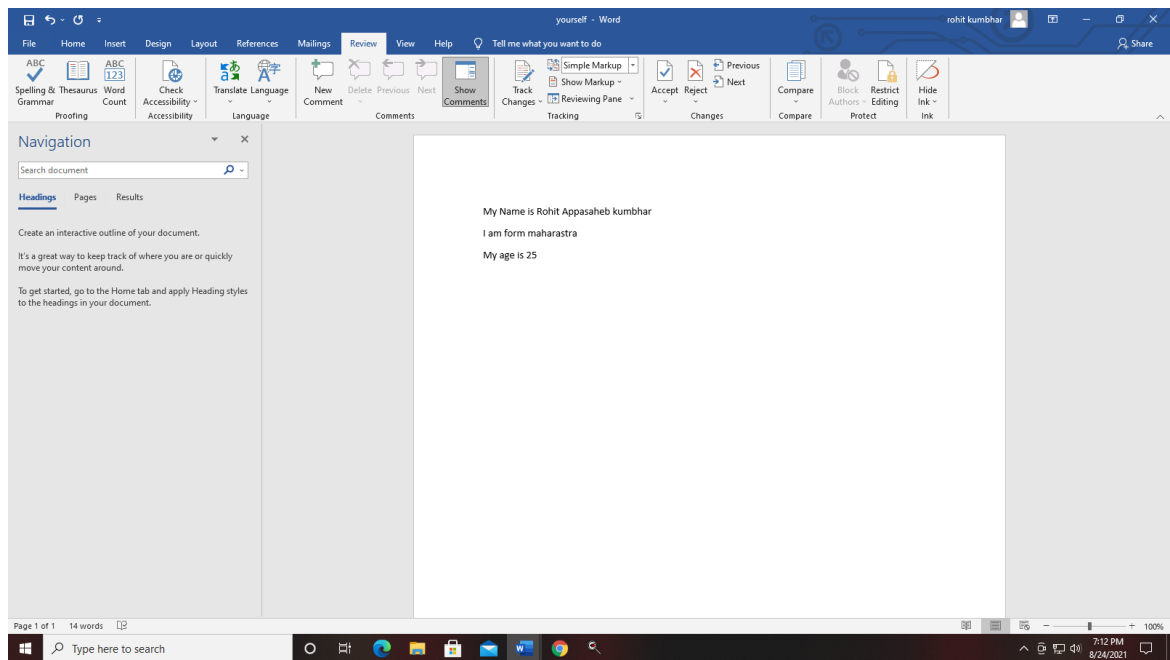 yourself - Word
rohit kumbhar
File Home Insert Design Layout References Mailings Review View Help Tell me what you want to do
Share
ABC
Spelling & Grammar
Thesaurus
ABC
123
Word Count
Proofing
Check Accessibility
Accessibility
Translate
Language
Language
New Comment
Delete
Previous
Next
Show Comments
Comments
Track Changes
Simple Markup
Show Markup
Reviewing Pane
Tracking
Accept
Reject
Previous
Next
Changes
Compare
Compare
Block Authors
Restrict Editing
Protect
Hide Ink
Ink
Navigation
Search document
Headings Pages Results
Create an interactive outline of your document.
It's a great way to keep track of where you are or quickly
move your content around.
To get started, go to the Home tab and apply Heading styles
to the headings in your document.
My Name is Rohit Appasaheb kumbhar
I am form maharastra
My age is 25
Page 1 of 1 14 words
100%
Type here to search
7:12 PM
8/24/2021